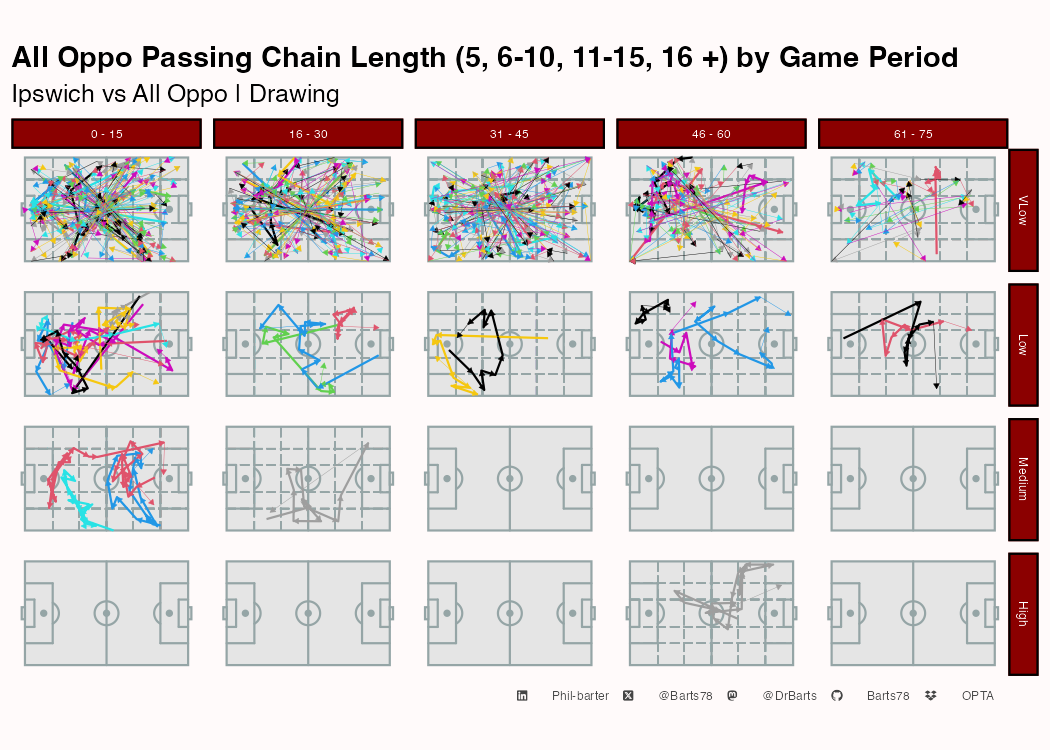 All Oppo Passing Chain Length (5, 6-10, 11-15, 16 +) by Game Period
Ipswich vs All Oppo | Drawing
0 - 15
16 - 30
31 - 45
46 - 60
61 - 75
VLow
Low
Medium
High
Phil-barter @Barts78 @DrBarts Barts78 OPTA